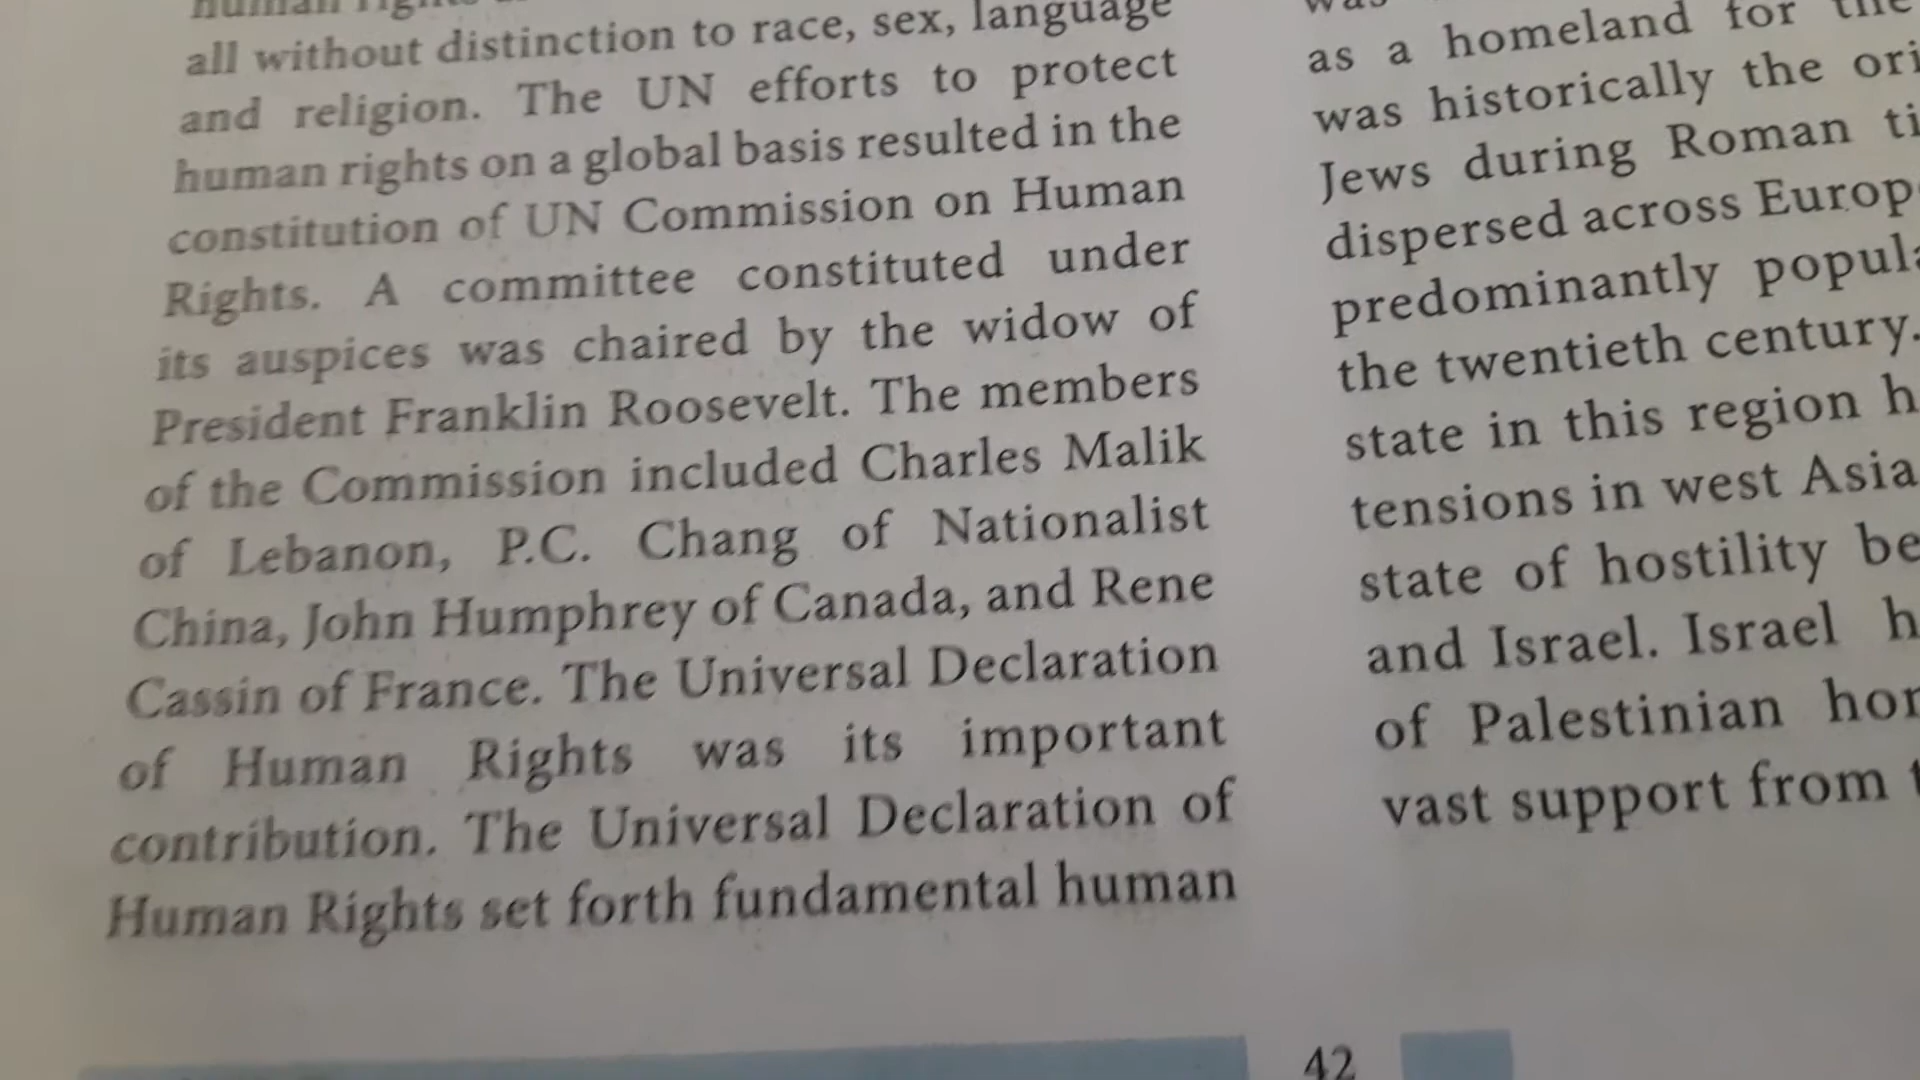 all without distinction to race, sex, language
and religion. The UN efforts to protect
human rights on a global basis resulted in the
constitution of UN Commission on Human
Rights. A committee constituted under
its auspices was chaired by the widow of
President Franklin Roosevelt. The members
of the Commission included Charles Malik
of Lebanon, P.C. Chang of Nationalist
China, John Humphrey of Canada, and Rene
Cassin of France. The Universal Declaration
of Human Rights was its important
contribution. The Universal Declaration of
Human Rights set forth fundamental human
as a homeland for the
was historically the
Jews during Roman
dispersed across
predominantly
the twentieth century.
state in this region
tensions in west Asia
state of hostility
and Israel. Israel
of Palestinian
vast support from
42